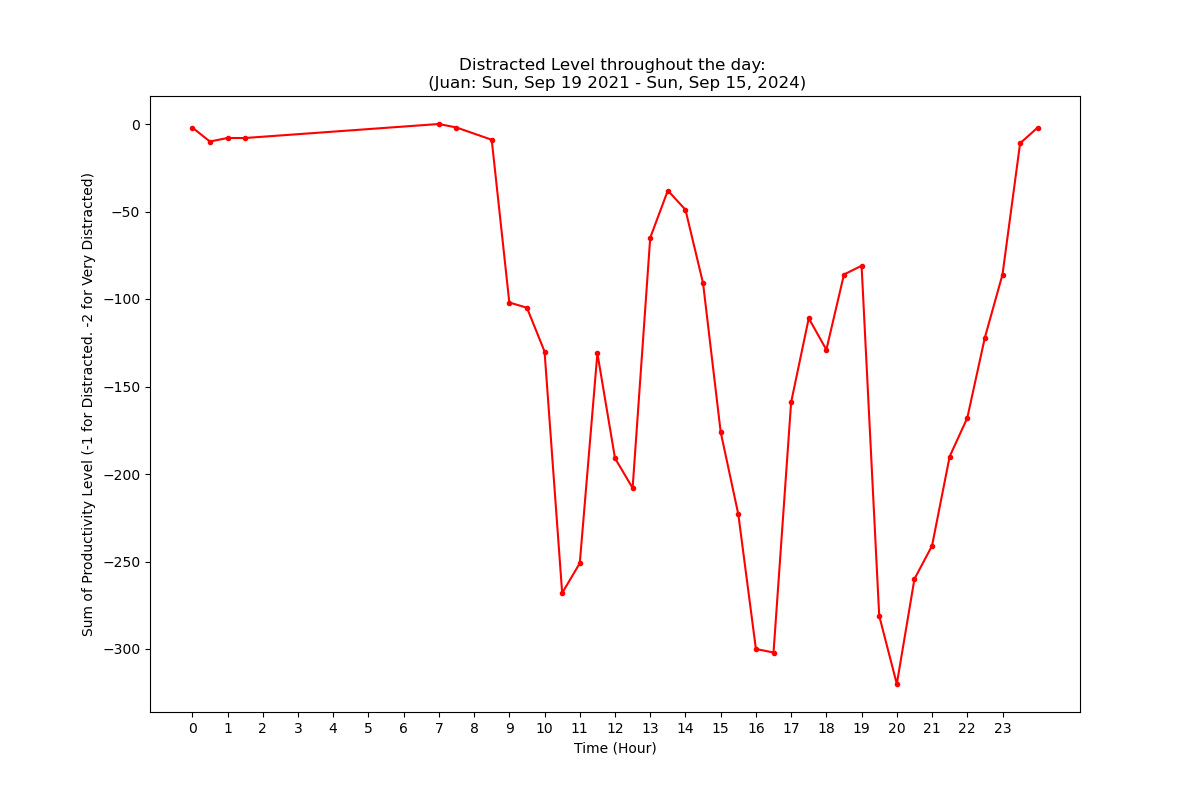 Distracted Level throughout the day:
(Juan: Sun, Sep 19 2021 - Sun, Sep 15, 2024)
Sum of Productivity Level (-1 for Distracted. -2 for Very Distracted)
0
−50
−100
−150
−200
−250
−300
0 1 2 3 4 5 6 7 8 9 10 11 12 13 14 15 16 17 18 19 20 21 22 23
Time (Hour)